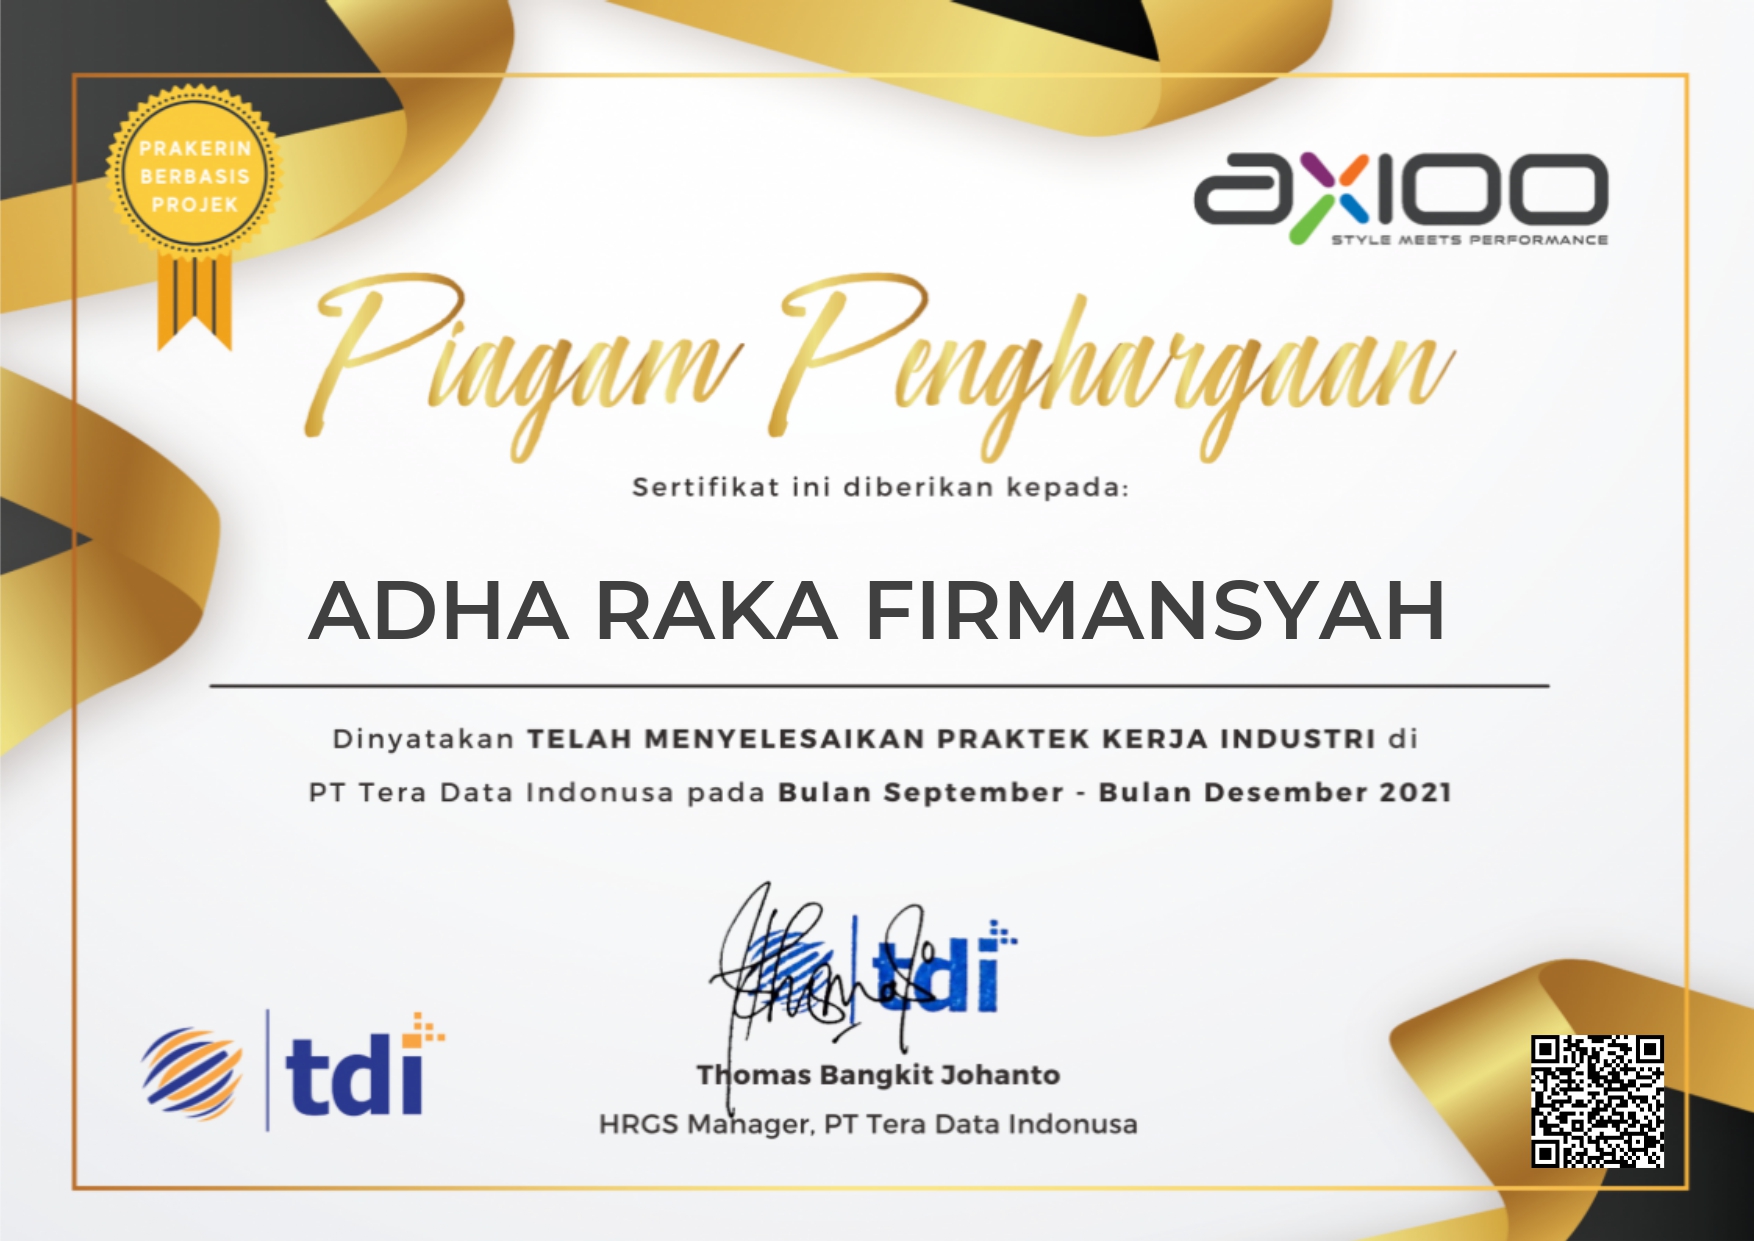 PRAKERIN
BERBASIS
PROJEK
axioo
STYLE MEETS PERFORMANCE
Piagam Penghargaan
Sertifikat ini diberikan kepada:
ADHA RAKA FIRMANSYAH
Dinyatakan TELAH MENYELESAIKAN PRAKTEK KERJA INDUSTRI di
PT Tera Data Indonusa pada Bulan September - Bulan Desember 2021
tdi
tdi
Thomas Bangkit Johanto
HRGS Manager, PT Tera Data Indonusa